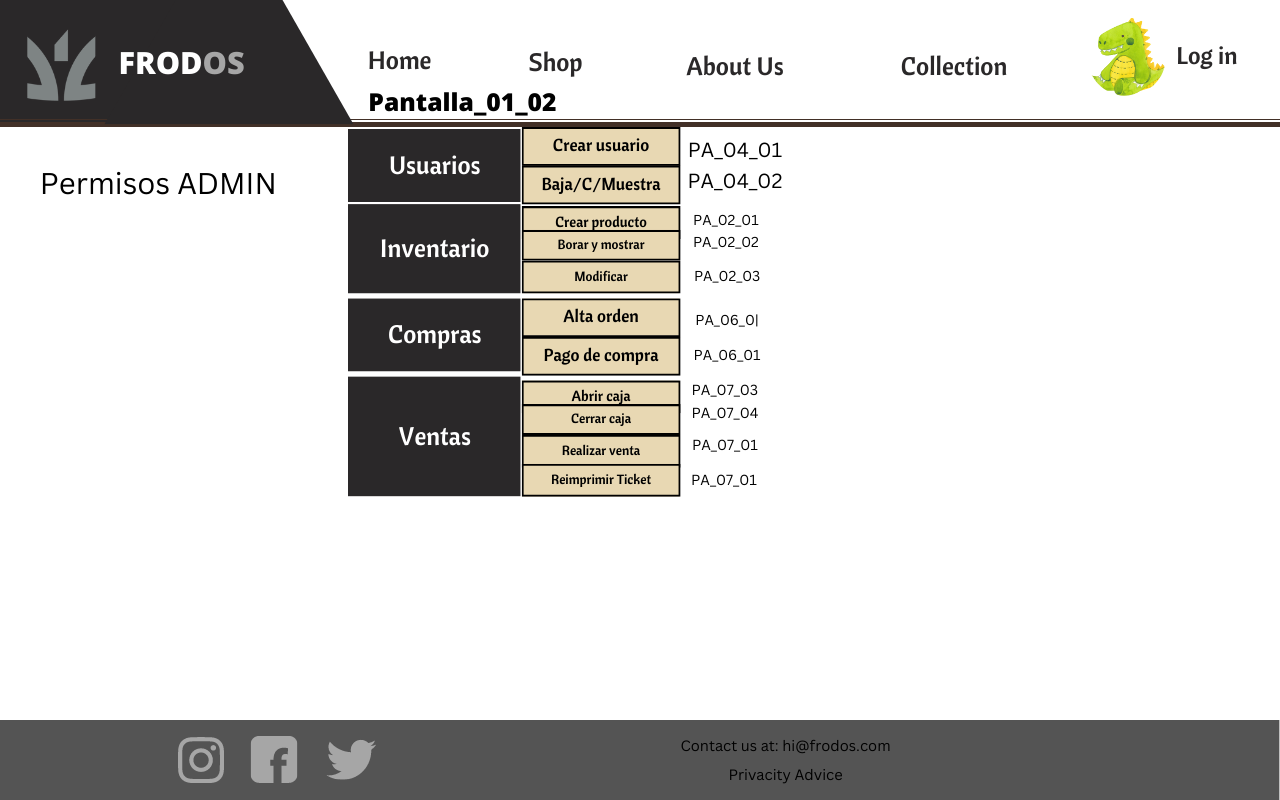 FRODOS
Home
Shop
About Us
Collection
Log in
Pantalla_01_02
Permisos ADMIN
Usuarios
Crear usuario
PA_04_01
Baja/C/Muestra
PA_04_02
Inventario
Crear producto
PA_02_01
Borar y mostrar
PA_02_02
Modificar
PA_02_03
Compras
Alta orden
PA_06_0|
Pago de compra
PA_06_01
Ventas
Abrir caja
PA_07_03
Cerrar caja
PA_07_04
Realizar venta
PA_07_01
Reimprimir Ticket
PA_07_01
Contact us at: hi@frodos.com
Privacity Advice